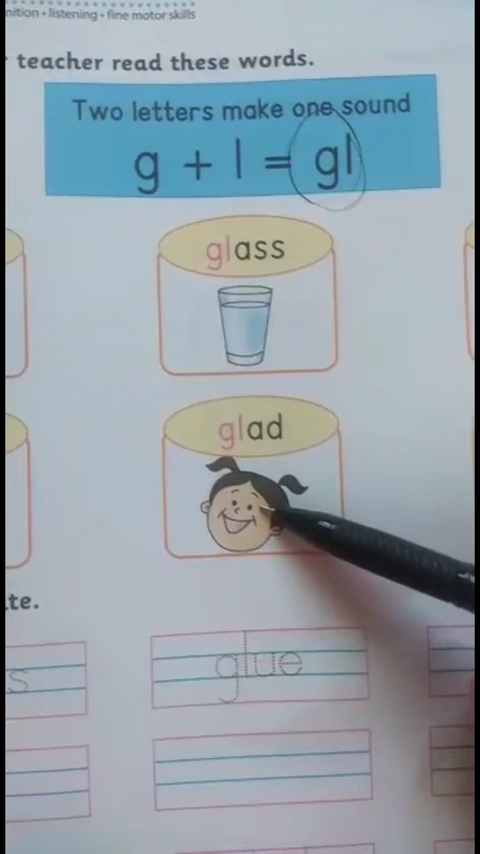 nition • listening • fine motor skills
teacher read these words.
Two letters make one sound
g + l = gl
glass
glad
te.
s
glue